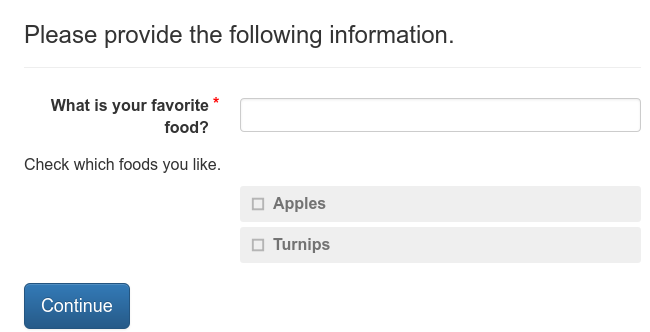 Please provide the following information.
What is your favorite *
food?
Check which foods you like.
Apples
Turnips
Continue